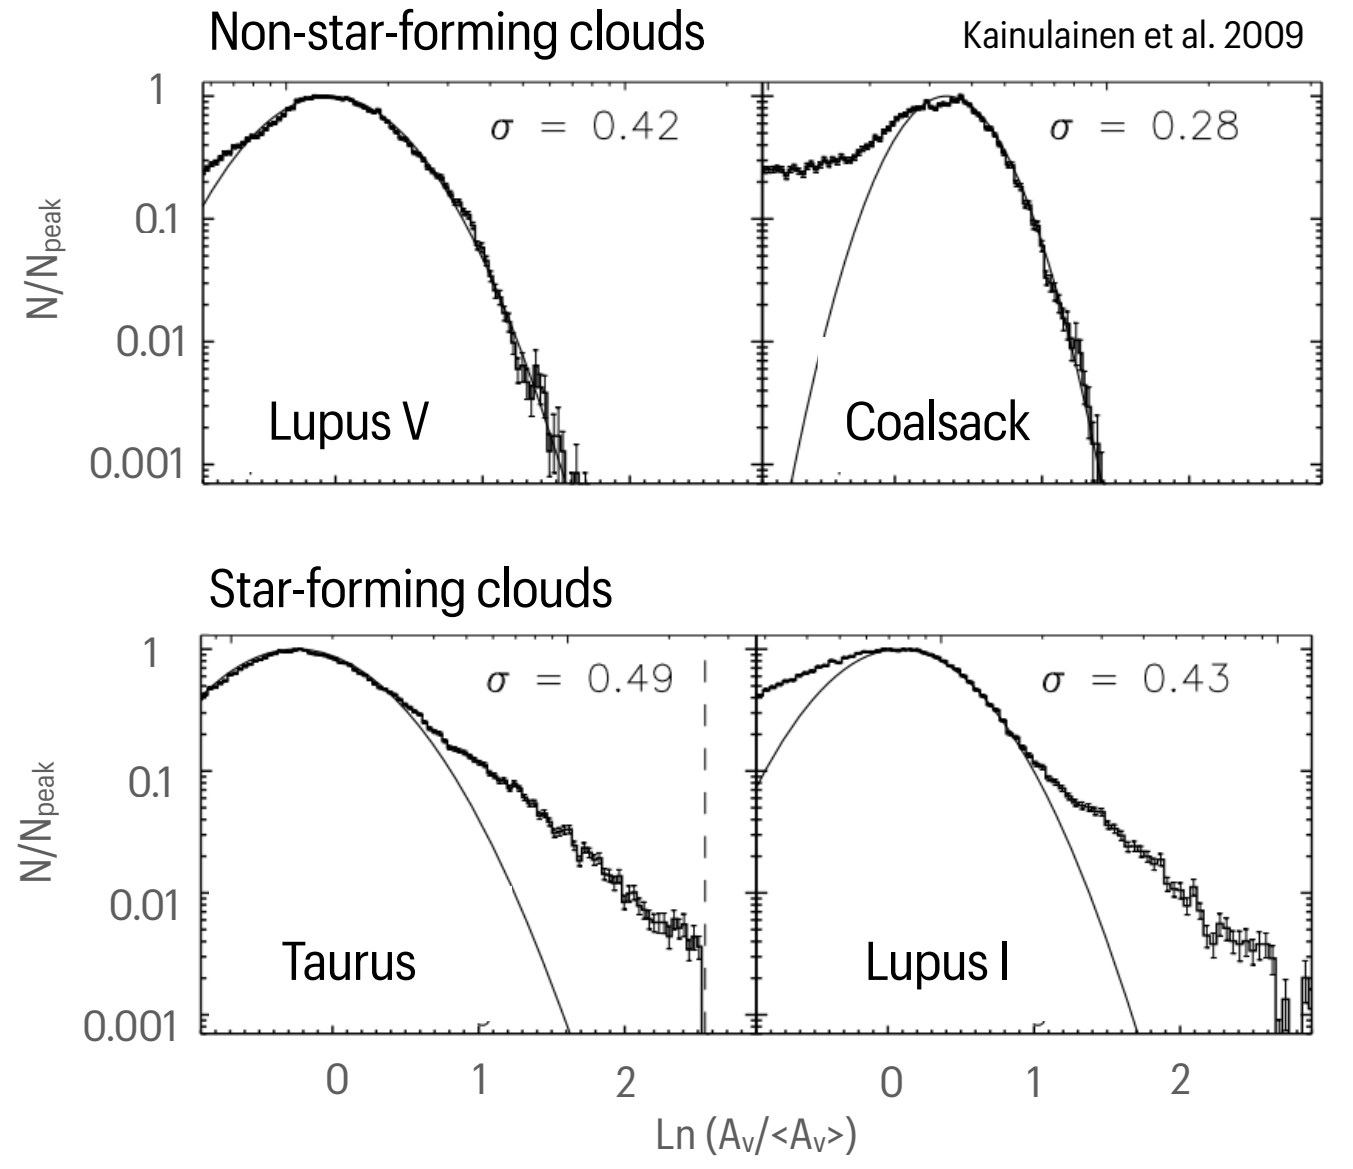 Non-star-forming clouds
Kainulainen et al. 2009
1
0.1
0.01
0.001
N/Npeak
σ = 0.42
Lupus V
σ = 0.28
Coalsack
Star-forming clouds
1
0.1
0.01
0.001
N/Npeak
σ = 0.49
Taurus
σ = 0.43
Lupus I
0 1 2
0 1 2
Ln (Av/<Av>)